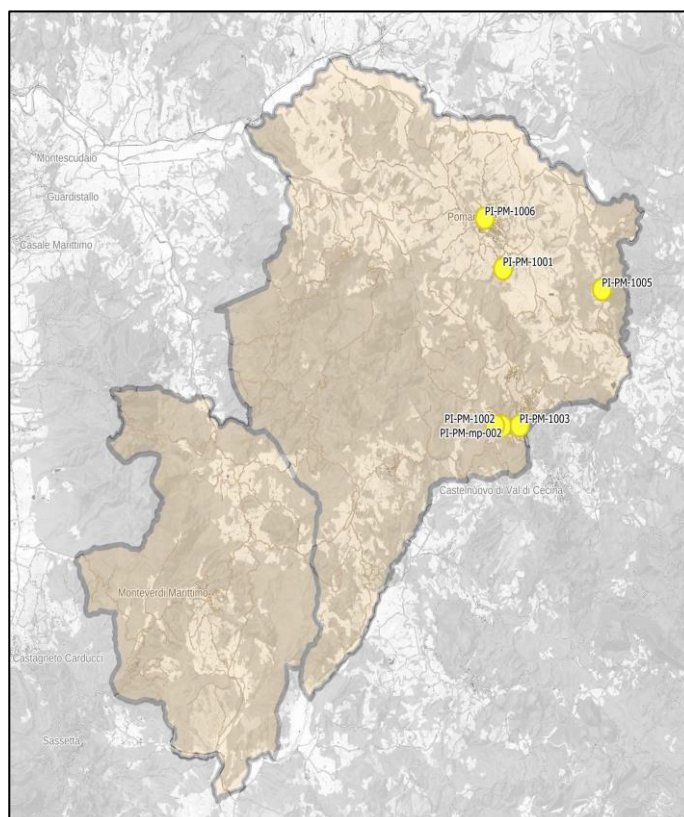 Montescudaio
Guardistallo
Casale Marittimo
Pomar
PI-PM-1006
PI-PM-1001
PI-PM-1005
PI-PM-1002
PI-PM-1003
PI-PM-mp-002
Castelnuovo di Val di Cecina
Monteverdi Marittimo
Castagneto Carducci
Sassetta